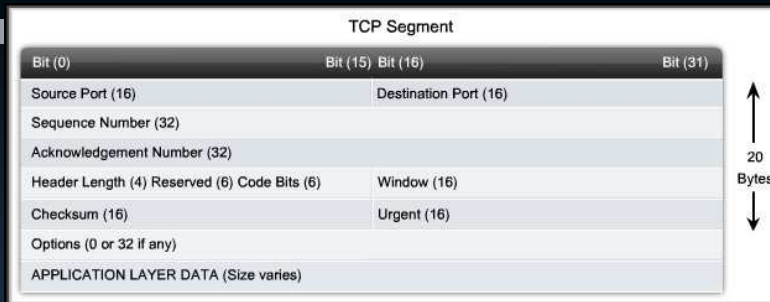 TCP Segment
Bit (0) Bit (15) Bit (16) Bit (31)
Source Port (16) Destination Port (16)
Sequence Number (32)
Acknowledgement Number (32)
Header Length (4) Reserved (6) Code Bits (6) Window (16)
Checksum (16) Urgent (16)
Options (0 or 32 if any)
APPLICATION LAYER DATA (Size varies)
20
Bytes